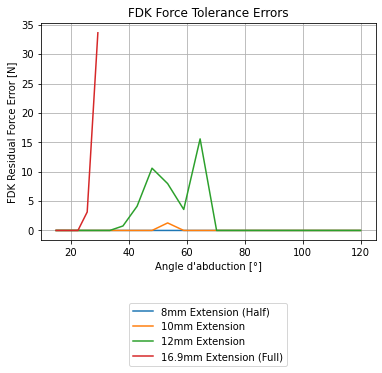 FDK Force Tolerance Errors
FDK Residual Force Error [N]
35
30
25
20
15
10
5
0
20 40 60 80 100 120
Angle d'abduction [°]
8mm Extension (Half)
10mm Extension
12mm Extension
16.9mm Extension (Full)